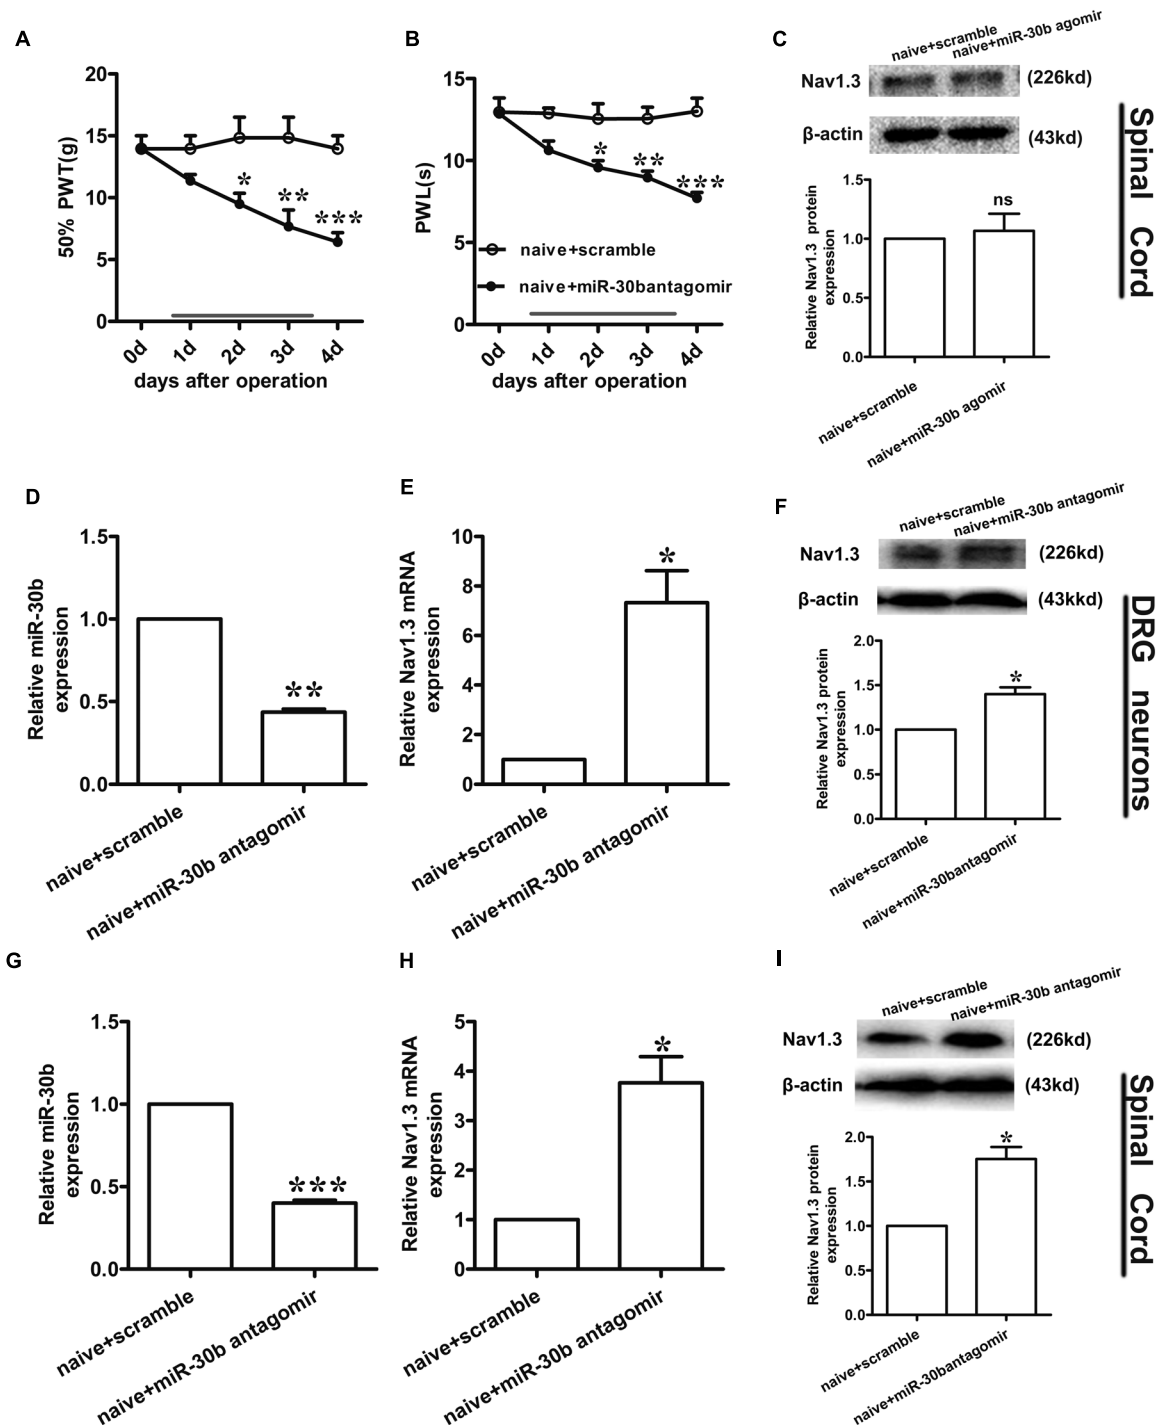 A
20
15
10
5
0
50% PWT(g)
*
**
***
0d
1d
2d
3d
4d
days after operation
B
15
10
5
0
PWL(s)
*
**
***
naive+scramble
naive+miR-30bantagomir
0d
1d
2d
3d
4d
days after operation
C
naive+scramble
naive+miR-30b agomir
Nav1.3
(226kd)
β-actin
(43kd)
Relative Nav1.3 protein
expression
1.5
1.0
0.5
0.0
ns
naive+scramble
naive+miR-30b agomir
Spinal Cord
D
Relative miR-30b
expression
1.5
1.0
0.5
0.0
**
naive+scramble
naive+miR-30b antagomir
E
Relative Nav1.3 mRNA
expression
10
8
6
4
2
0
*
naive+scramble
naive+miR-30b antagomir
F
naive+scramble
naive+miR-30b antagomir
Nav1.3
(226kd)
β-actin
(43kkd)
Relative Nav1.3 protein
expression
2.0
1.5
1.0
0.5
0.0
*
naive+scramble
naive+miR-30bantagomir
DRG neurons
G
Relative miR-30b
expression
1.5
1.0
0.5
0.0
***
naive+scramble
naive+miR-30b antagomir
H
Relative Nav1.3 mRNA
expression
5
4
3
2
1
0
*
naive+scramble
naive+miR-30b antagomir
I
naive+scramble
naive+miR-30b antagomir
Nav1.3
(226kd)
β-actin
(43kd)
Relative Nav1.3 protein
expression
2.0
1.5
1.0
0.5
0.0
*
naive+scramble
naive+miR-30bantagomir
Spinal Cord